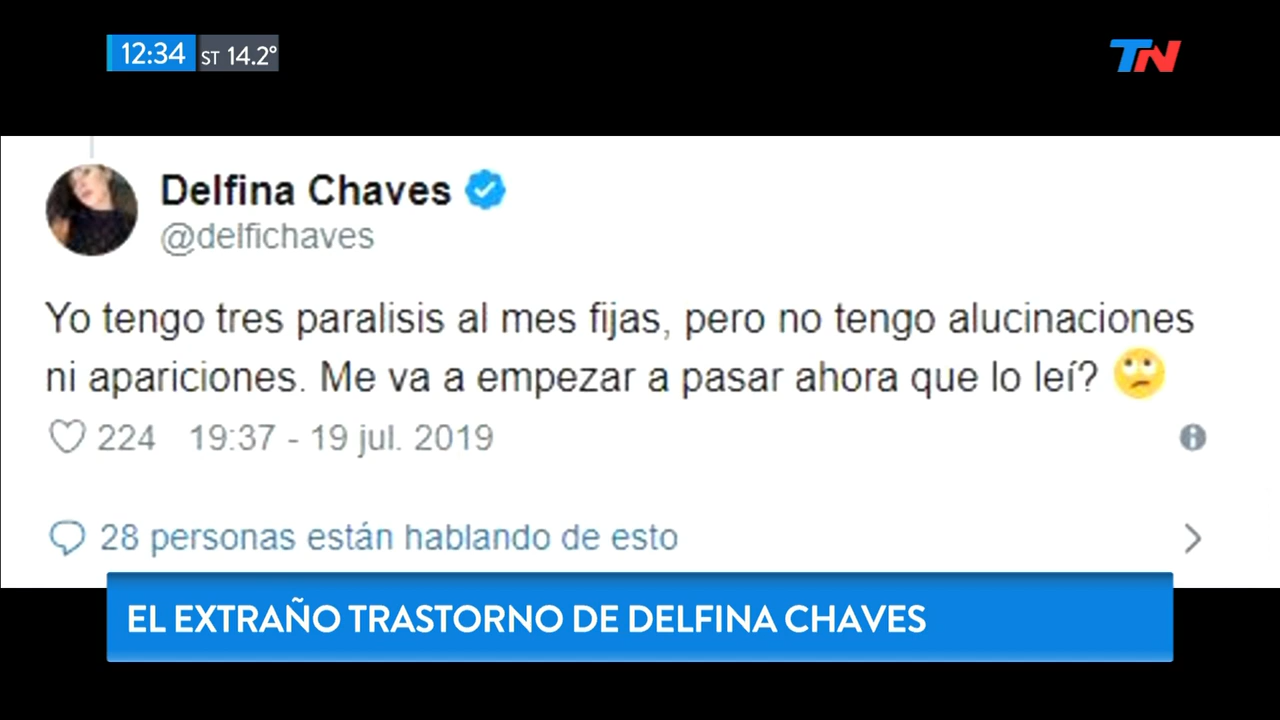 12:34 ST 14.2°
TN
Delfina Chaves
@delfichaves
Yo tengo tres paralisis al mes fijas, pero no tengo alucinaciones
ni apariciones. Me va a empezar a pasar ahora que lo leí? 🙄
224 19:37 - 19 jul. 2019
28 personas están hablando de esto
EL EXTRAÑO TRASTORNO DE DELFINA CHAVES